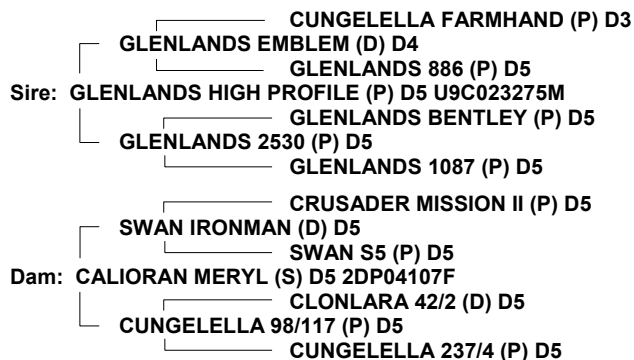 CUNGELELLA FARMHAND (P) D3
GLENLANDS EMBLEM (D) D4
GLENLANDS 886 (P) D5
Sire: GLENLANDS HIGH PROFILE (P) D5 U9C023275M
GLENLANDS BENTLEY (P) D5
GLENLANDS 2530 (P) D5
GLENLANDS 1087 (P) D5
CRUSADER MISSION II (P) D5
SWAN IRONMAN (D) D5
SWAN S5 (P) D5
Dam: CALIORAN MERYL (S) D5 2DP04107F
CLONLARA 42/2 (D) D5
CUNGELELLA 98/117 (P) D5
CUNGELELLA 237/4 (P) D5